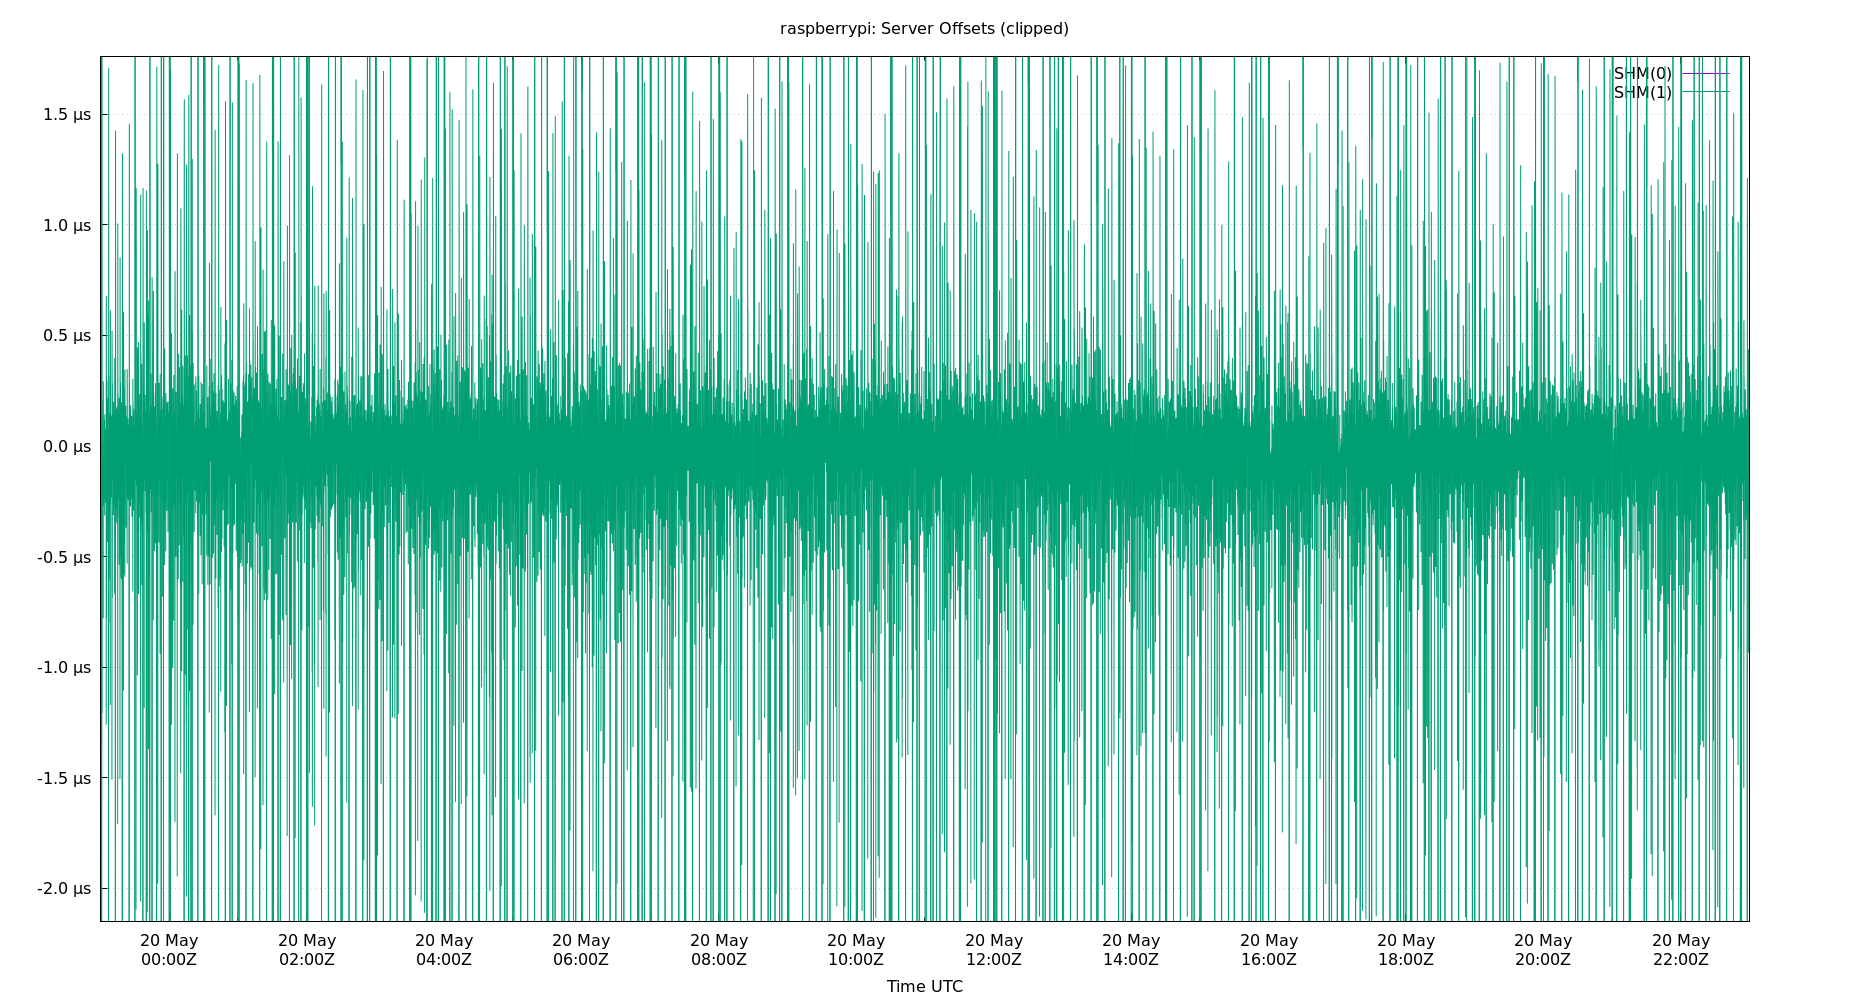 raspberrypi: Server Offsets (clipped)
SHM(0)
SHM(1)
1.5 µs
1.0 µs
0.5 µs
0.0 µs
-0.5 µs
-1.0 µs
-1.5 µs
-2.0 µs
20 May 20 May 20 May 20 May 20 May 20 May 20 May 20 May 20 May 20 May 20 May 20 May
00:00Z 02:00Z 04:00Z 06:00Z 08:00Z 10:00Z 12:00Z 14:00Z 16:00Z 18:00Z 20:00Z 22:00Z
Time UTC